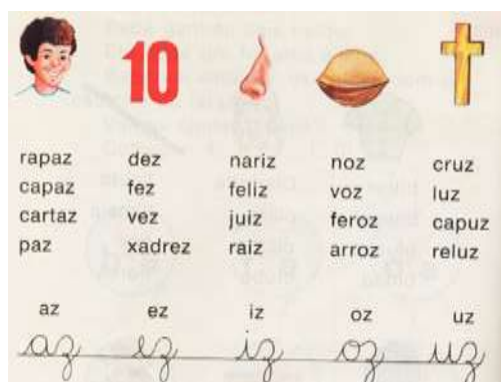 10
rapaz dez nariz noz cruz
capaz fez feliz voz luz
cartaz vez juiz feroz capuz
paz xadrez raiz arroz reluz
az ez iz oz uz
az ez iz oz uz